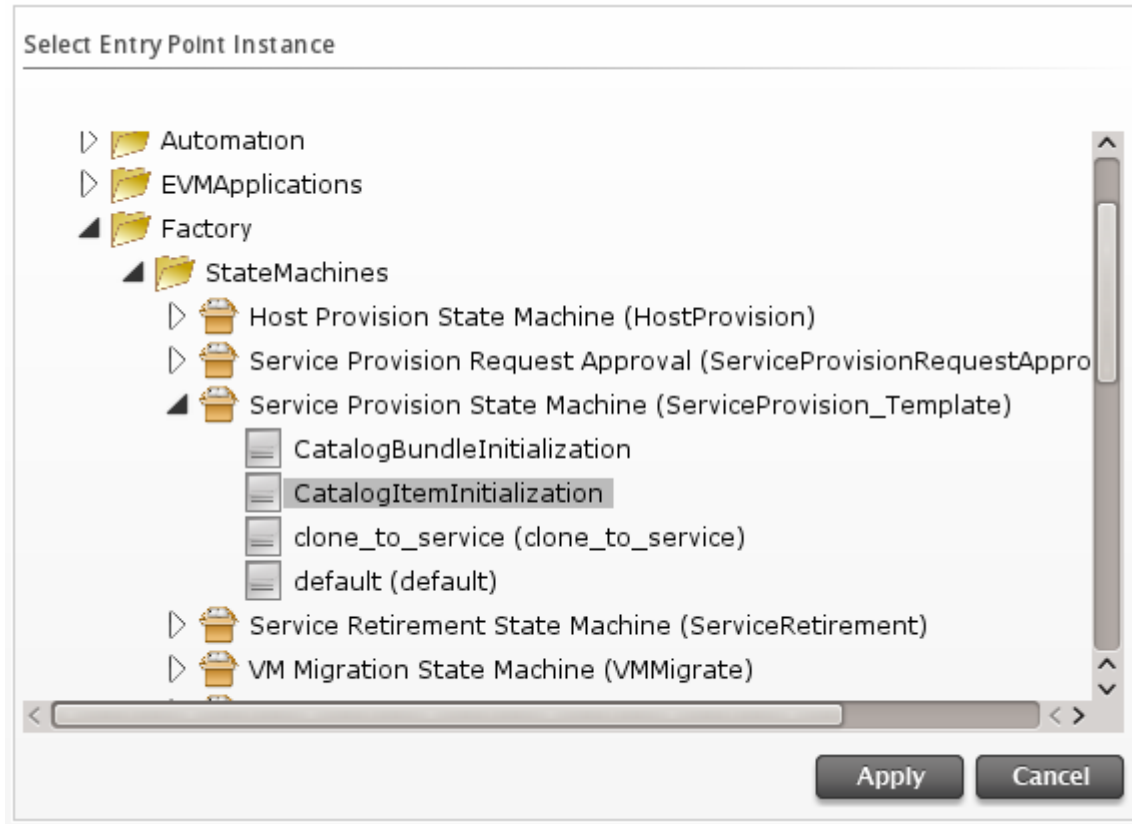 Select Entry Point Instance
Automation
EVMApplications
Factory
StateMachines
Host Provision State Machine (HostProvision)
Service Provision Request Approval (ServiceProvisionRequestAppro
Service Provision State Machine (ServiceProvision_Template)
CatalogBundleInitialization
CatalogItemInitialization
clone_to_service (clone_to_service)
default (default)
Service Retirement State Machine (ServiceRetirement)
VM Migration State Machine (VMMigrate)
Apply Cancel